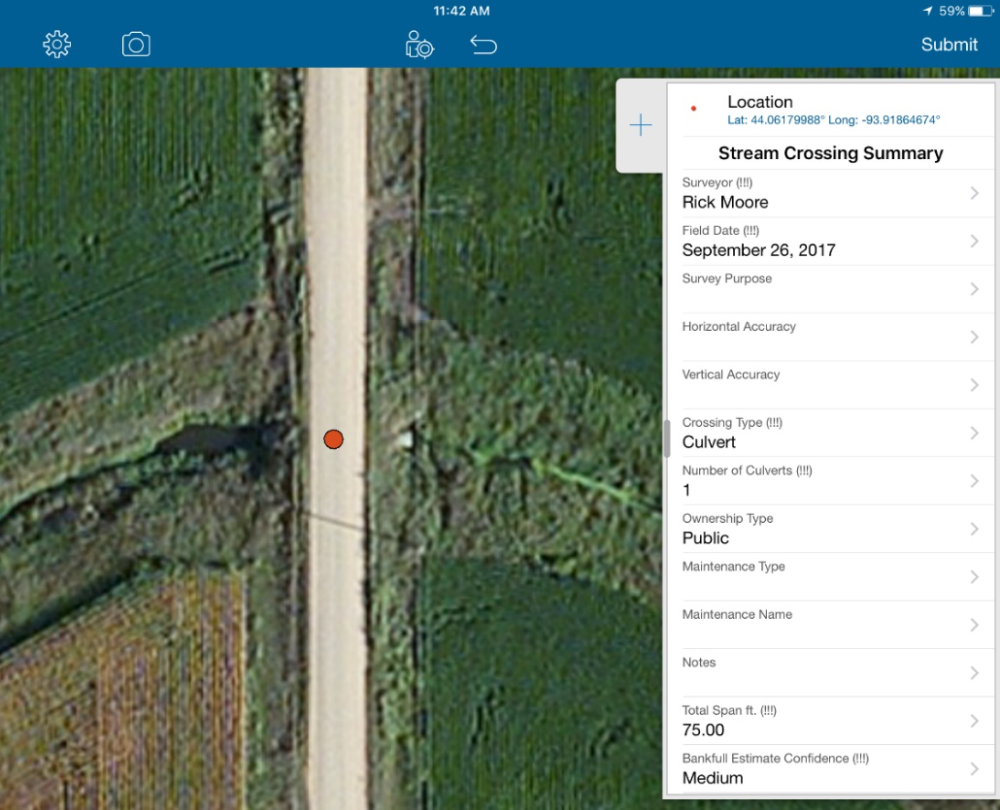 11:42 AM
59%
Submit
Location
Lat: 44.06179988° Long: -93.91864674°
Stream Crossing Summary
Surveyor (!!!)
Rick Moore
Field Date (!!!)
September 26, 2017
Survey Purpose
Horizontal Accuracy
Vertical Accuracy
Crossing Type (!!!)
Culvert
Number of Culverts (!!!)
1
Ownership Type
Public
Maintenance Type
Maintenance Name
Notes
Total Span ft. (!!!)
75.00
Bankfull Estimate Confidence (!!!)
Medium